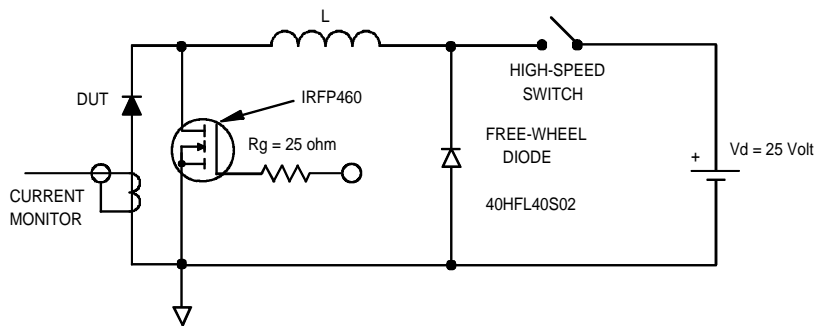 L
HIGH-SPEED
SWITCH
DUT
IRFP460
Rg = 25 ohm
FREE-WHEEL
DIODE
+
Vd = 25 Volt
CURRENT
MONITOR
40HFL40S02